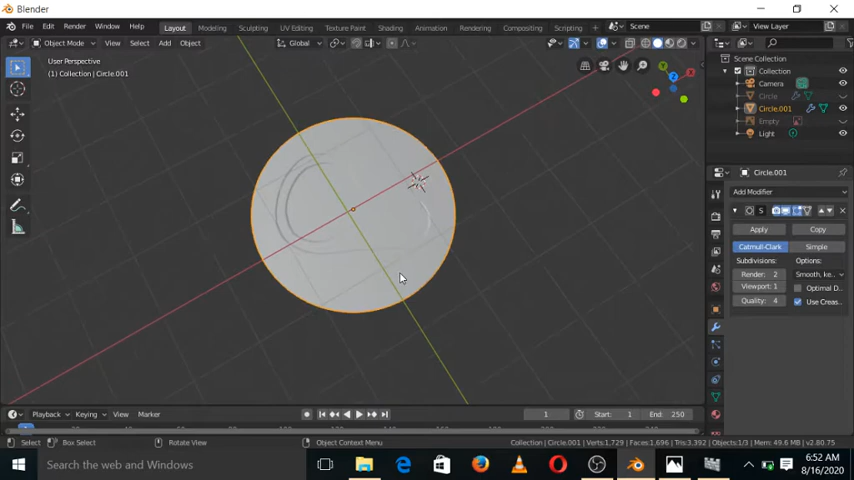 Blender
File Edit Render Window Help
Layout Modeling Sculpting UV Editing Texture Paint Shading Animation Rendering Compositing Scripting
Scene View Layer
Object Mode View Select Add Object Global
User Perspective
(1) Collection | Circle.001
Scene Collection
Collection
Camera
Circle
Circle.001
Empty
Light
Circle.001
Add Modifier
S
Apply Copy
Catmull-Clark Simple
Subdivisions: Options:
Render: 2 Smooth, ke...
Viewport: 1 Optimal D...
Quality: 4 Use Creas...
Playback Keying View Marker 1 Start: 1 End: 250
Select Box Select Rotate View Object Context Menu Collection | Circle.001 | Verts:1,729 | Faces:1,696 | Tris:3,392 | Objects:1/3 | Mem: 49.6 MB | v2.80.75
Search the web and Windows
6:52 AM
8/16/2020